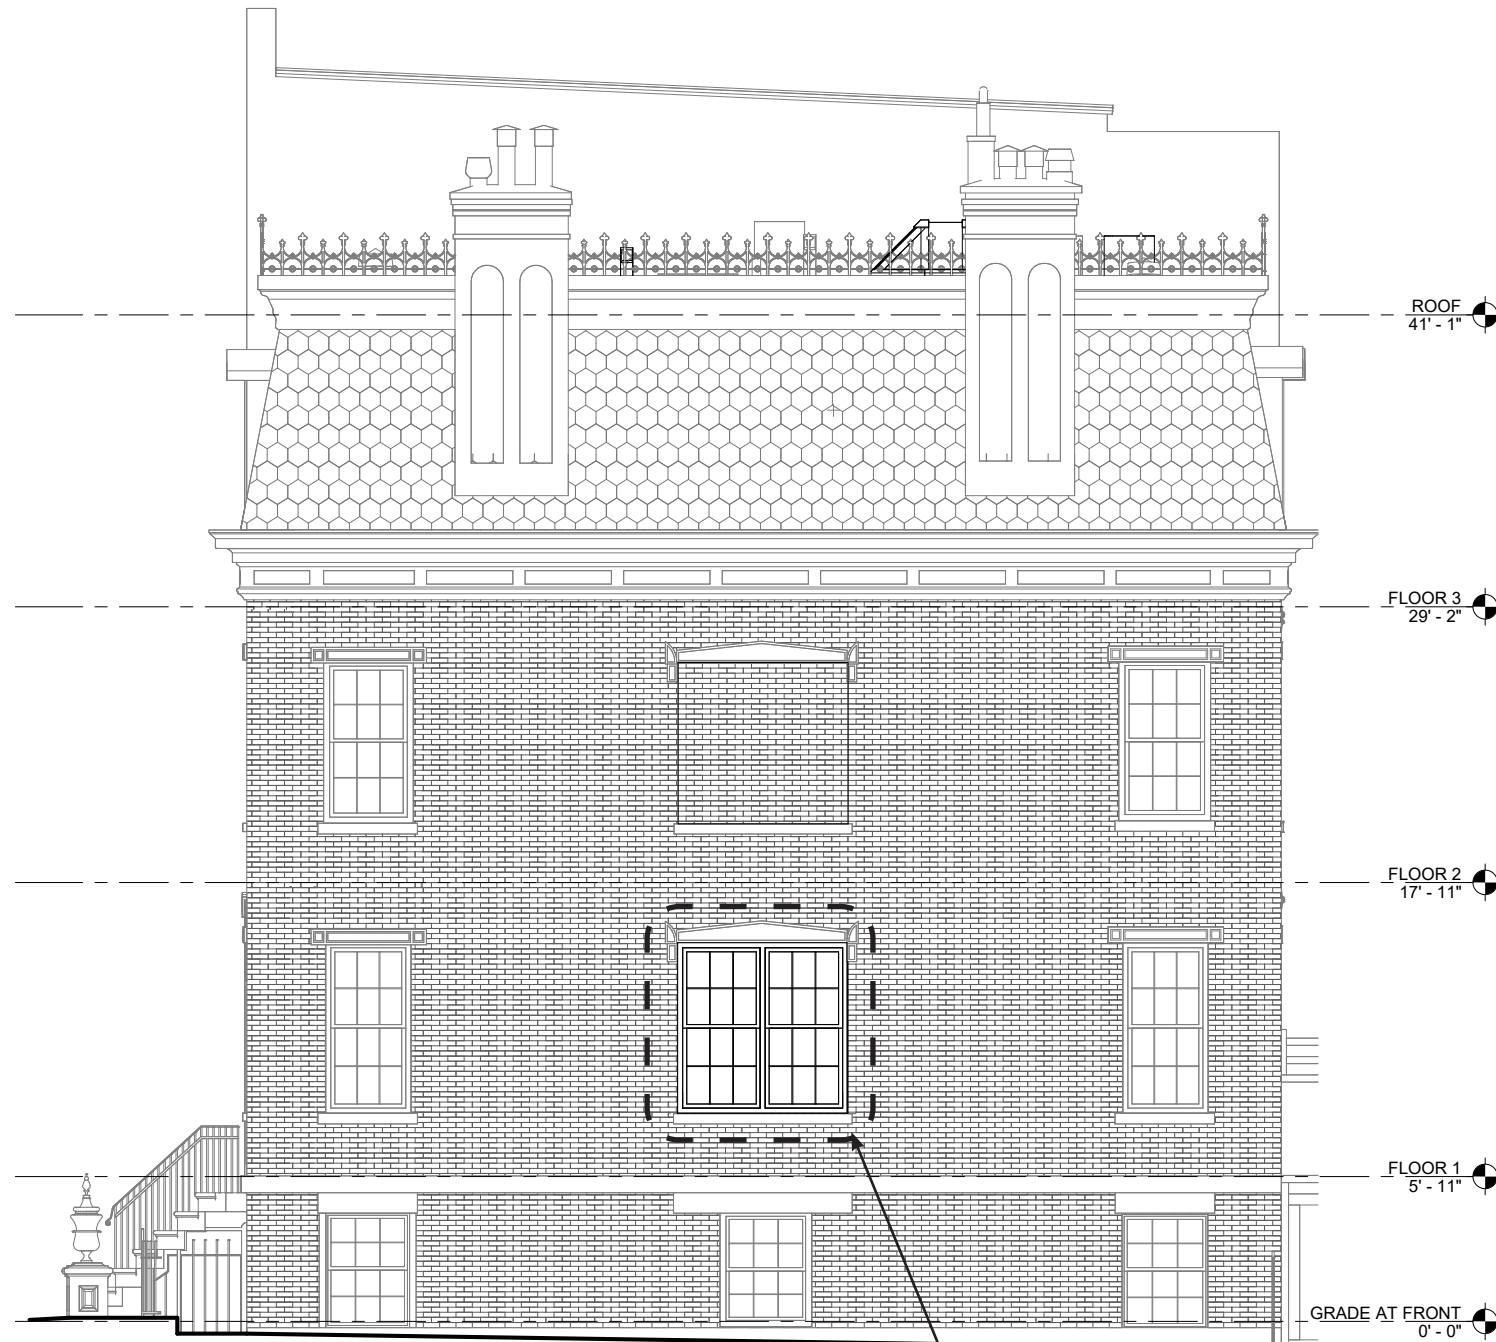 ROOF
41' - 1"
FLOOR 3
29' - 2"
FLOOR 2
17' - 11"
FLOOR 1
5' - 11"
GRADE AT FRONT
0' - 0"